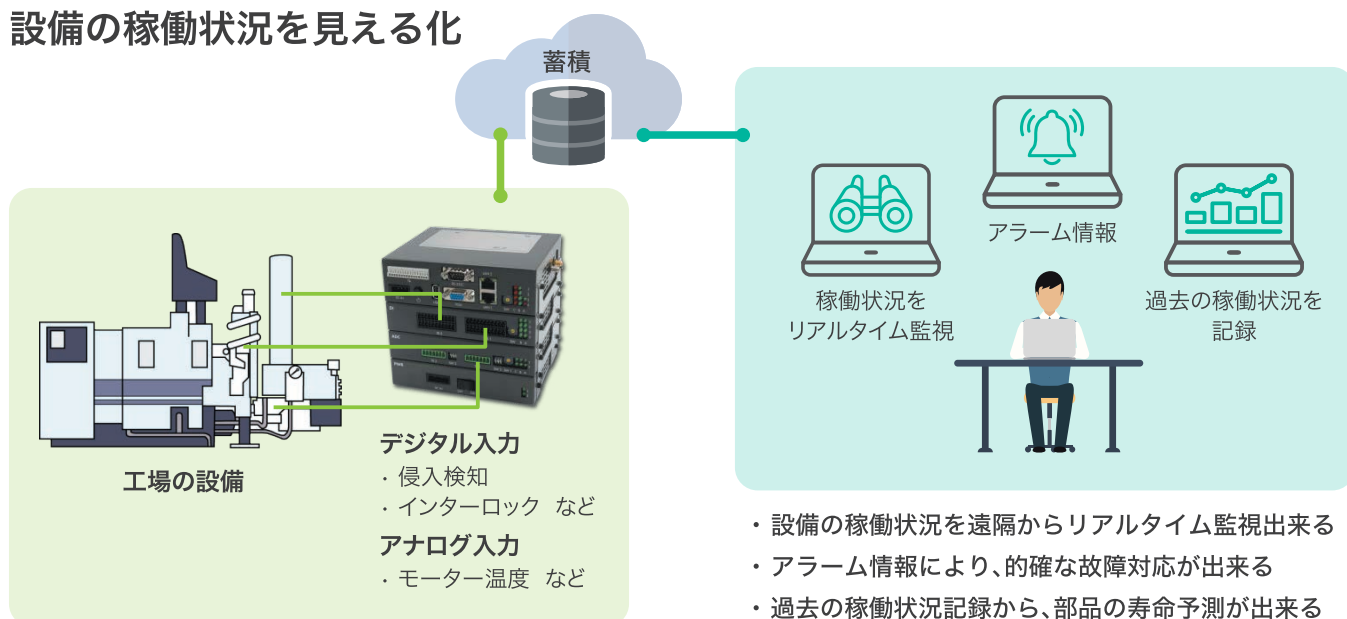 設備の稼働状況を見える化
蓄積
工場の設備
デジタル入力
・侵入検知
・インターロック など
アナログ入力
・モーター温度 など
アラーム情報
稼働状況を
リアルタイム監視
過去の稼働状況を
記録
・設備の稼働状況を遠隔からリアルタイム監視出来る
・アラーム情報により、的確な故障対応が出来る
・過去の稼働状況記録から、部品の寿命予測が出来る